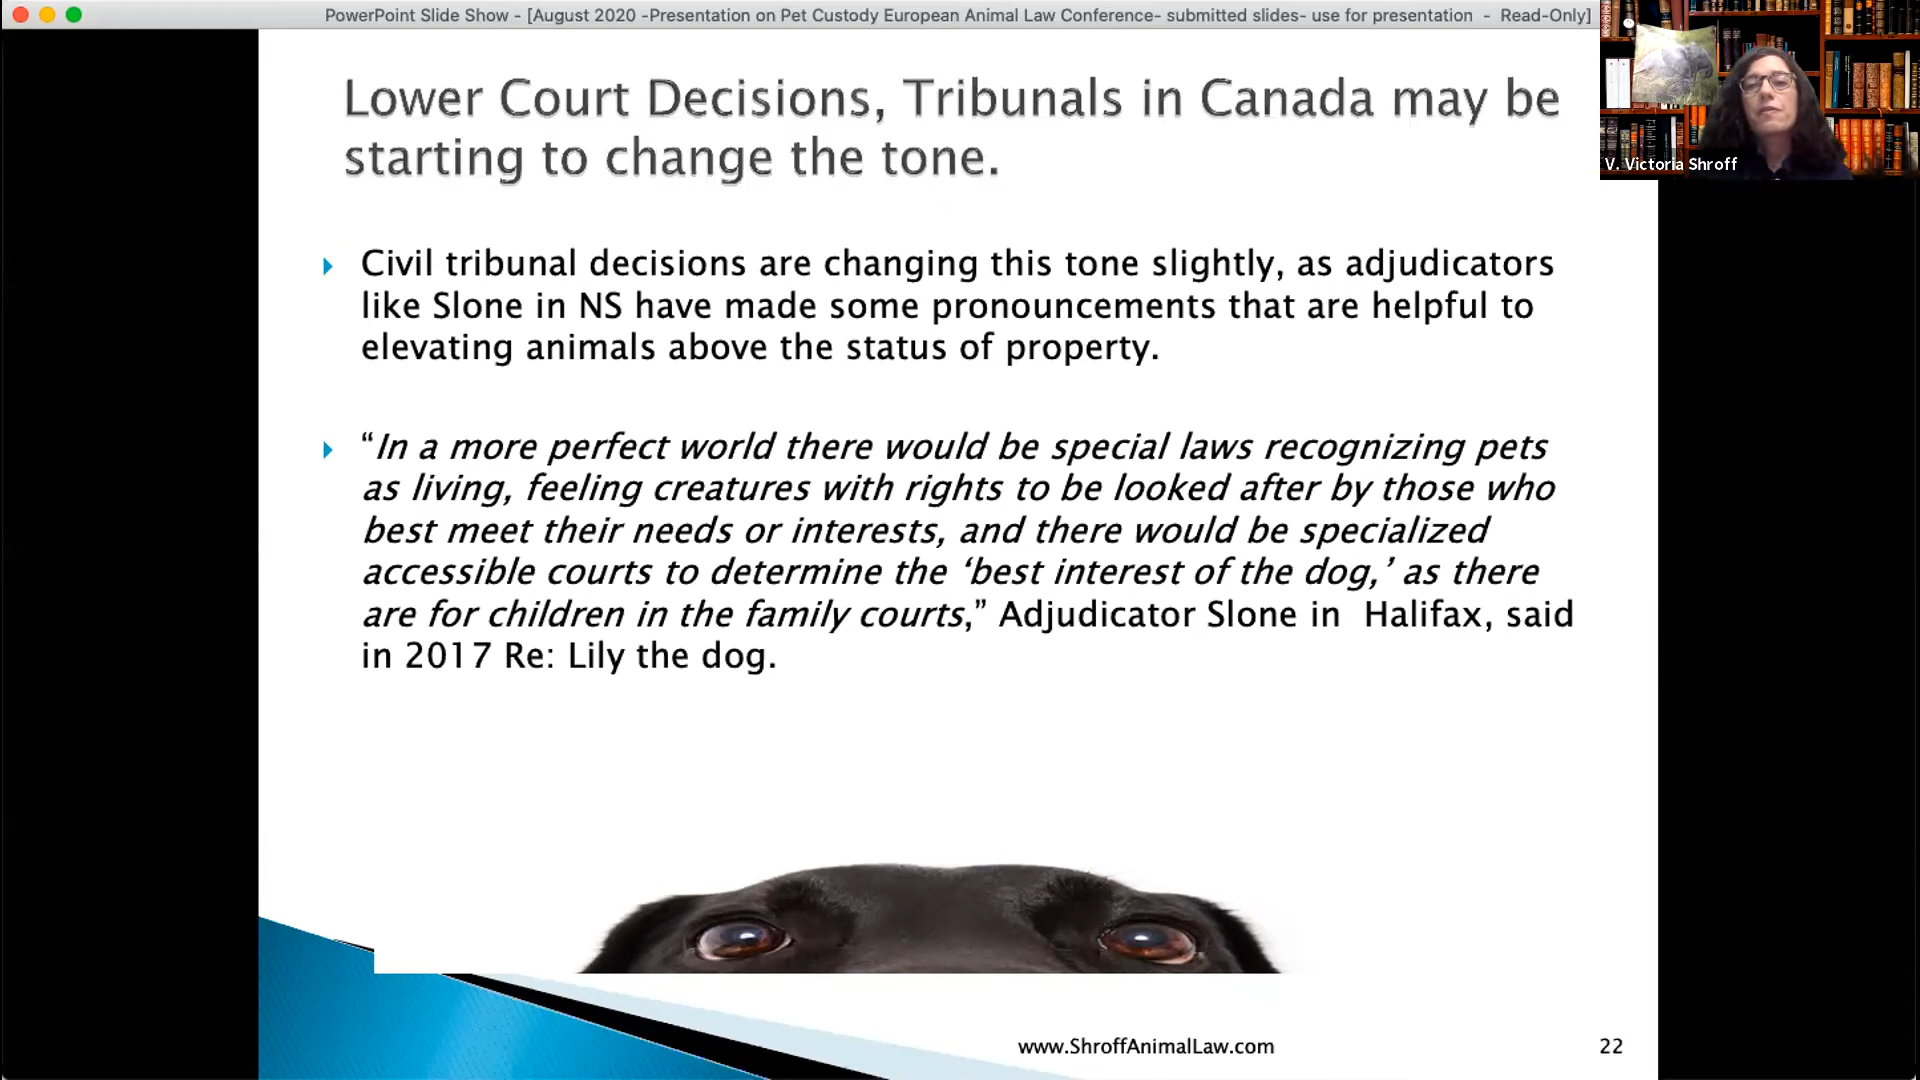 PowerPoint Slide Show - [August 2020 -Presentation on Pet Custody European Animal Law Conference- submitted slides- use for presentation - Read-Only]
V. Victoria Shroff
Lower Court Decisions, Tribunals in Canada may be
starting to change the tone.
Civil tribunal decisions are changing this tone slightly, as adjudicators
like Slone in NS have made some pronouncements that are helpful to
elevating animals above the status of property.
“In a more perfect world there would be special laws recognizing pets
as living, feeling creatures with rights to be looked after by those who
best meet their needs or interests, and there would be specialized
accessible courts to determine the ‘best interest of the dog,’ as there
are for children in the family courts,” Adjudicator Slone in Halifax, said
in 2017 Re: Lily the dog.
www.ShroffAnimalLaw.com
22